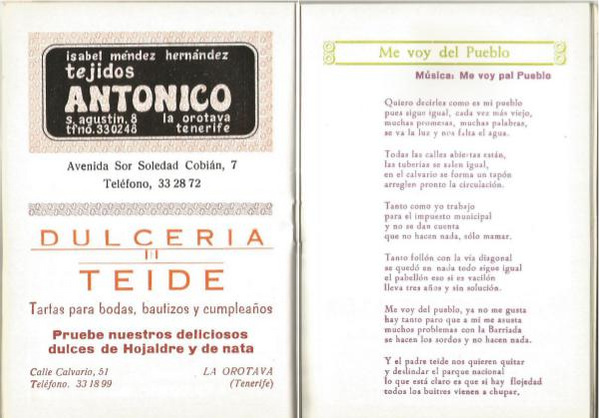 isabel méndez hernández
tejidos
ANTONICO
s. agustin. 8 la orotava
tfno. 330248 tenerife
Avenida Sor Soledad Cobián, 7
Teléfono, 33 28 72
DULCERIA
TEIDE
Tartas para bodas, bautizos y cumpleaños
Pruebe nuestros deliciosos
dulces de Hojaldre y de nata
Calle Calvario, 51 LA OROTAVA
Teléfono. 33 18 99 (Tenerife)
Me voy del Pueblo
Música: Me voy pal Pueblo
Quiero decirles como es mi pueblo
pues sigue igual, cada vez más viejo,
muchas promesas, muchas palabras,
se va la luz y nos falta el agua.
Todas las calles abiertas están,
las tuberías se salen igual,
en el calvario se forma un tapón
arreglen pronto la circulación.
Tanto como yo trabajo
para el impuesto municipal
y no se dan cuenta
que no hacen nada, sólo mamar.
Tanto follón con la vía diagonal
se quedó en nada todo sigue igual
el pabellón eso si es vacilón
lleva tres años y sin solución.
Me voy del pueblo, ya no me gusta
hay tanto paro que a mi me asusta
muchos problemas con la Barriada
se hacen los sordos y no hacen nada.
Y el padre teide nos quieren quitar
y deslindar el parque nacional
lo que está claro es que si hay flojedad
todos los buitres vienen a chupar.